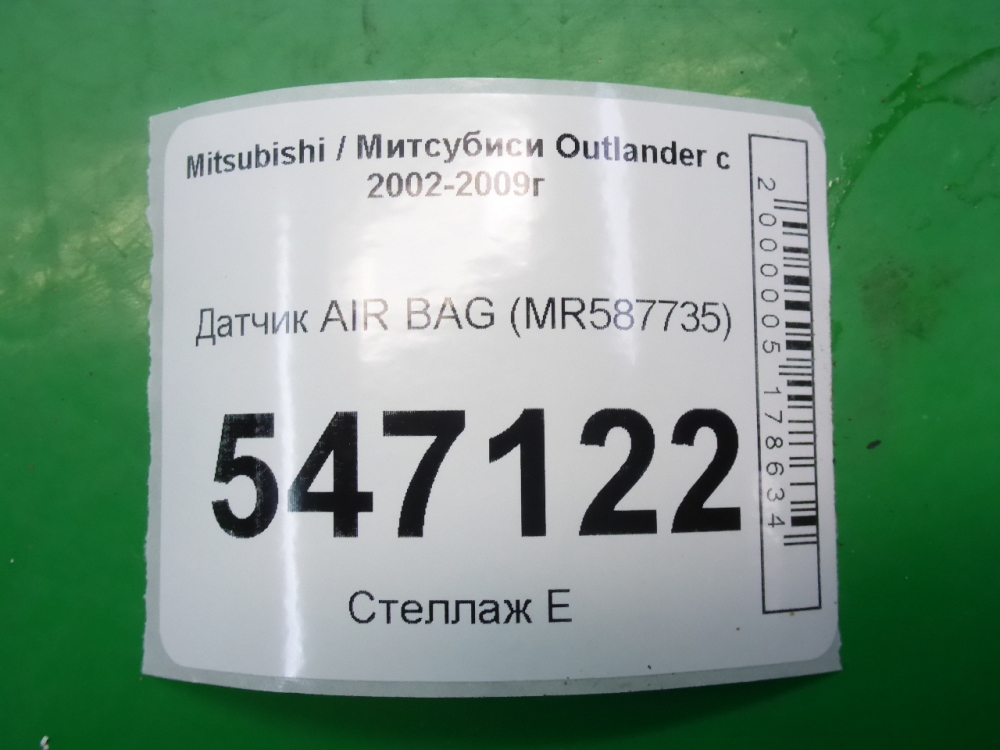 Mitsubishi / Митсубиси Outlander с
2002-2009г
Датчик AIR BAG (MR587735)
547122
Стеллаж Е
2000005178634